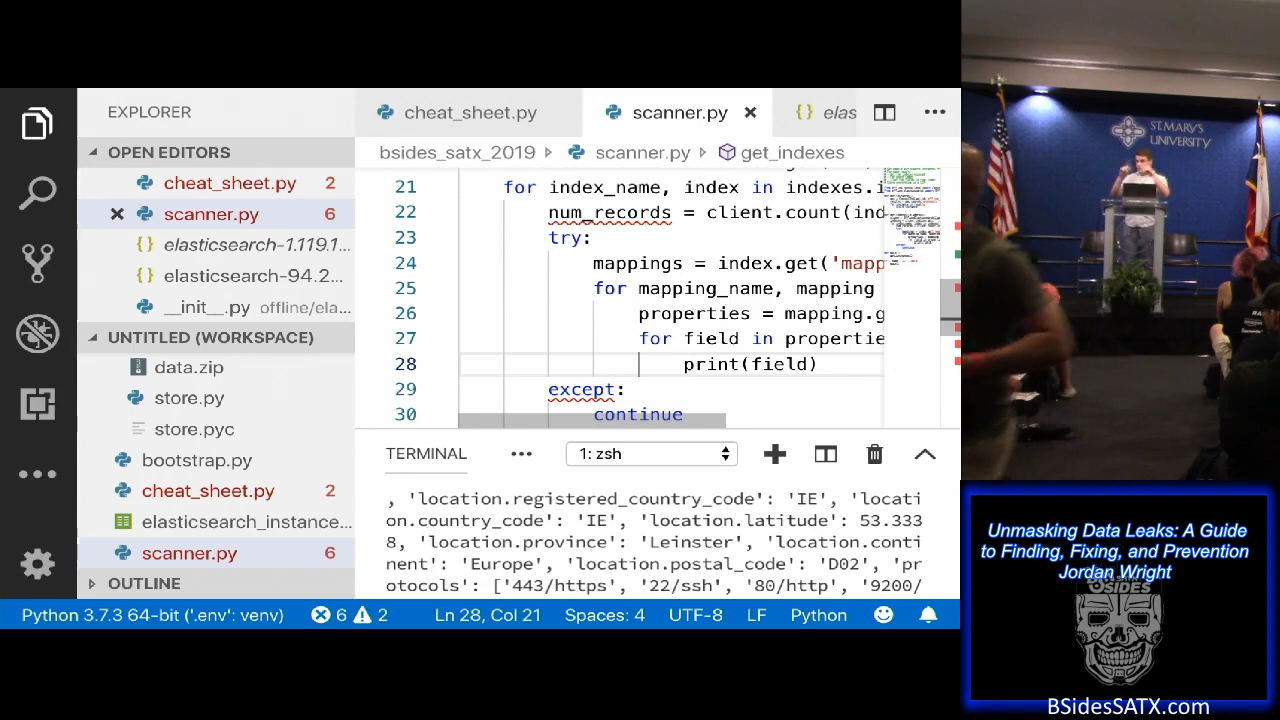 EXPLORER
OPEN EDITORS
cheat_sheet.py 2
scanner.py 6
elasticsearch-1.119.1...
elasticsearch-94.2...
__init__.py offline/ela...
UNTITLED (WORKSPACE)
data.zip
store.py
store.pyc
bootstrap.py
cheat_sheet.py 2
elasticsearch_instance...
scanner.py 6
OUTLINE
cheat_sheet.py scanner.py elas
bsides_satx_2019 scanner.py get_indexes
21 for index_name, index in indexes.i
22 num_records = client.count(ind
23 try:
24 mappings = index.get('mapp
25 for mapping_name, mapping
26 properties = mapping.g
27 for field in propertie
28 print(field)
29 except:
30 continue
TERMINAL 1: zsh
, 'location.registered_country_code': 'IE', 'locati
on.country_code': 'IE', 'location.latitude': 53.333
8, 'location.province': 'Leinster', 'location.conti
nent': 'Europe', 'location.postal_code': 'D02', 'pr
otocols': ['443/https', '22/ssh', '80/http', '9200/
Python 3.7.3 64-bit ('.env': venv) 6 2 Ln 28, Col 21 Spaces: 4 UTF-8 LF Python
ST. MARY'S
UNIVERSITY
Unmasking Data Leaks: A Guide
to Finding, Fixing, and Prevention
Jordan Wright
BSIDES
BSidesSATX.com